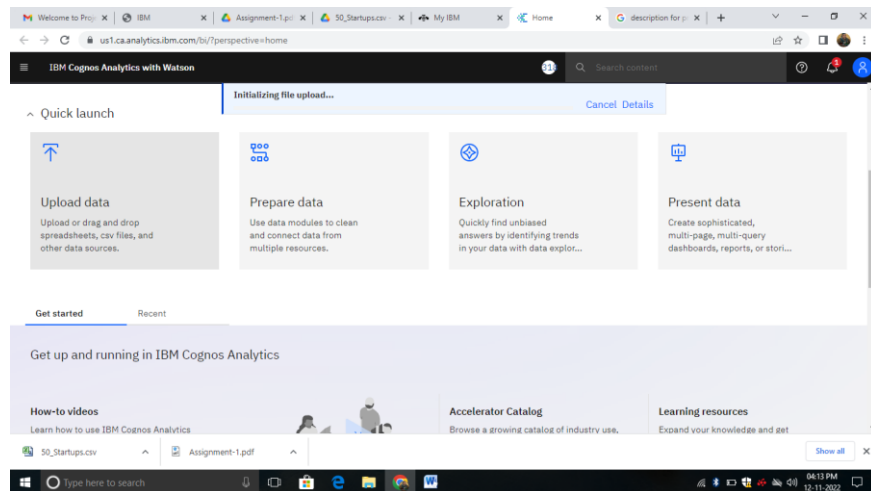 Welcome to Proj
IBM
Assignment-1.pd
50_Startups.csv -
My IBM
Home
description for p
us1.ca.analytics.ibm.com/bi/?perspective=home
IBM Cognos Analytics with Watson
Search content
Initializing file upload...
Cancel Details
Quick launch
Upload data
Upload or drag and drop
spreadsheets, csv files, and
other data sources.
Prepare data
Use data modules to clean
and connect data from
multiple resources.
Exploration
Quickly find unbiased
answers by identifying trends
in your data with data explor...
Present data
Create sophisticated,
multi-page, multi-query
dashboards, reports, or stori...
Get started
Recent
Get up and running in IBM Cognos Analytics
How-to videos
Learn how to use IBM Cognos Analytics
Accelerator Catalog
Browse a growing catalog of industry use,
Learning resources
Expand your knowledge and get
50_Startups.csv
Assignment-1.pdf
Show all
Type here to search
04:13 PM
12-11-2022